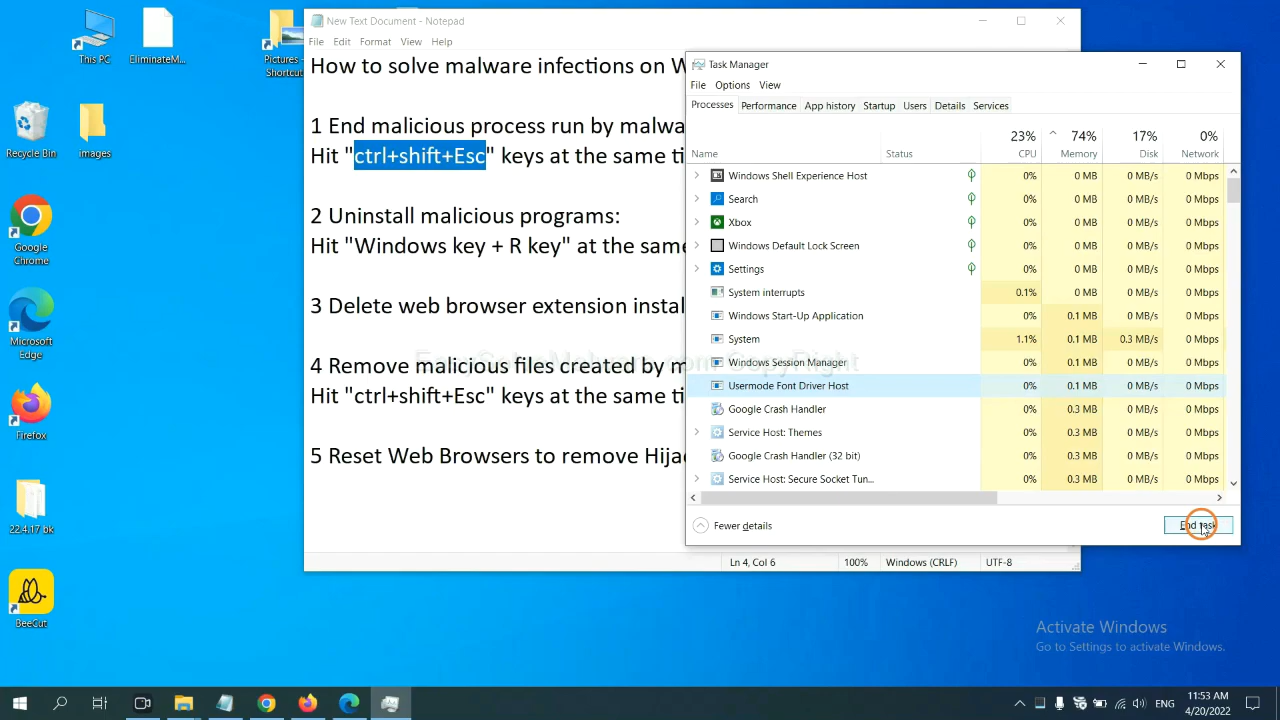 This PC
EliminateM...
Pictures -
Shortcut
Recycle Bin
images
Google
Chrome
Microsoft
Edge
Firefox
22.4.17 bk
BeeCut
New Text Document - Notepad
File Edit Format View Help
How to solve malware infections on W
1 End malicious process run by malwa
Hit "ctrl+shift+Esc" keys at the same ti
2 Uninstall malicious programs:
Hit "Windows key + R key" at the same
3 Delete web browser extension instal
4 Remove malicious files created by m
Hit "ctrl+shift+Esc" keys at the same ti
5 Reset Web Browsers to remove Hija
Ln 4, Col 6 100% Windows (CRLF) UTF-8
Task Manager
File Options View
Processes Performance App history Startup Users Details Services
23% 74% 17% 0%
Name Status CPU Memory Disk Network
Windows Shell Experience Host 0% 0 MB 0 MB/s 0 Mbps
Search 0% 0 MB 0 MB/s 0 Mbps
Xbox 0% 0 MB 0 MB/s 0 Mbps
Windows Default Lock Screen 0% 0 MB 0 MB/s 0 Mbps
Settings 0% 0 MB 0 MB/s 0 Mbps
System interrupts 0.1% 0 MB 0 MB/s 0 Mbps
Windows Start-Up Application 0% 0.1 MB 0 MB/s 0 Mbps
System 1.1% 0.1 MB 0.3 MB/s 0 Mbps
Windows Session Manager 0% 0.1 MB 0 MB/s 0 Mbps
Usermode Font Driver Host 0% 0.1 MB 0 MB/s 0 Mbps
Google Crash Handler 0% 0.3 MB 0 MB/s 0 Mbps
Service Host: Themes 0% 0.3 MB 0 MB/s 0 Mbps
Google Crash Handler (32 bit) 0% 0.3 MB 0 MB/s 0 Mbps
Service Host: Secure Socket Tun... 0% 0.3 MB 0 MB/s 0 Mbps
Fewer details
End task
CopyRight
Activate Windows
Go to Settings to activate Windows.
ENG
11:53 AM
4/20/2022